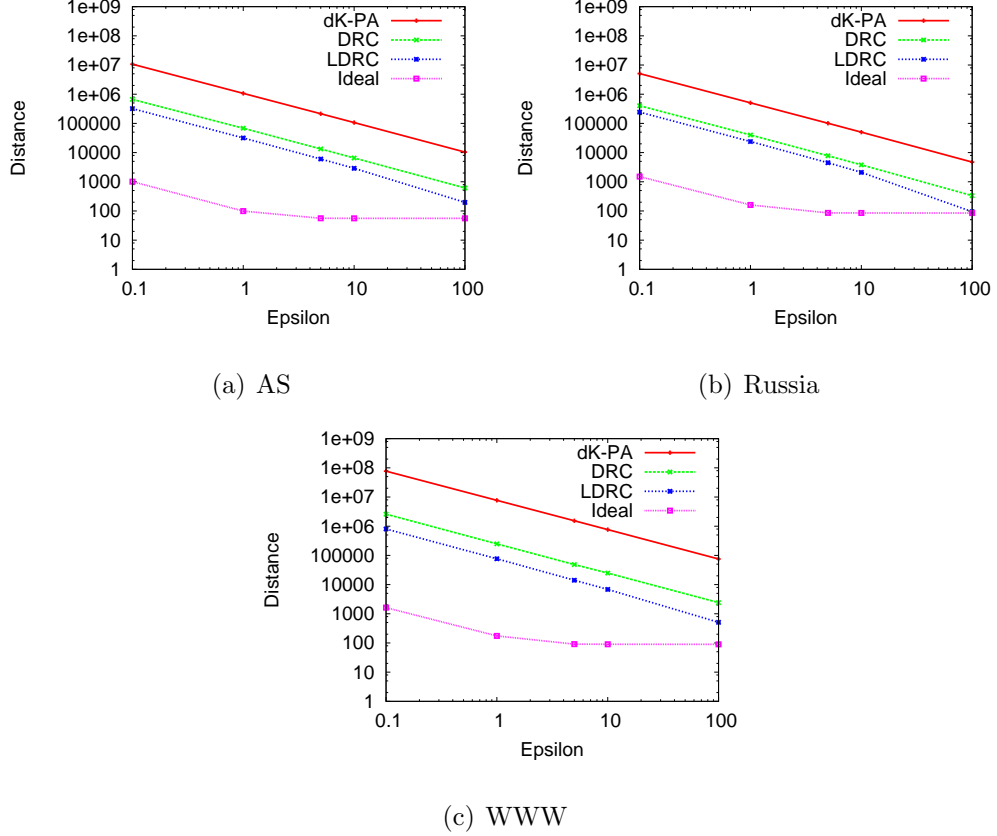 1e+09
1e+08
1e+07
1e+06
100000
10000
1000
100
10
1
Distance
0.1 1 10 100
Epsilon
dK-PA
DRC
LDRC
Ideal
(a) AS
1e+09
1e+08
1e+07
1e+06
100000
10000
1000
100
10
1
Distance
0.1 1 10 100
Epsilon
dK-PA
DRC
LDRC
Ideal
(b) Russia
1e+09
1e+08
1e+07
1e+06
100000
10000
1000
100
10
1
Distance
0.1 1 10 100
Epsilon
dK-PA
DRC
LDRC
Ideal
(c) WWW